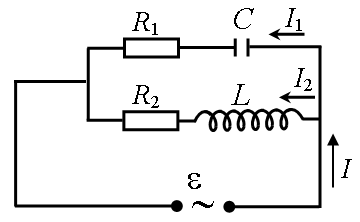 R₁ C I₁
R₂ L I₂
I
ε
~